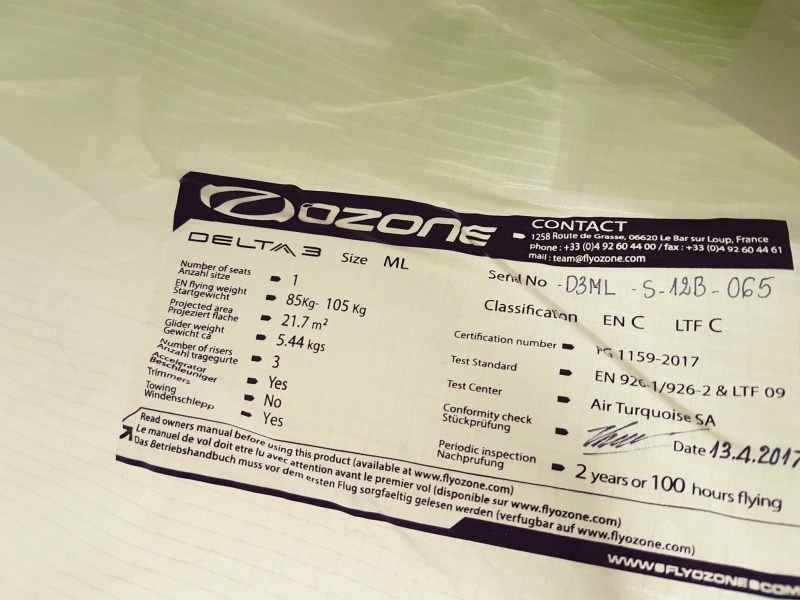 OZONE
CONTACT
1258 Route de Grasse, 06620 Le Bar sur Loup, France
phone : +33 (0)4 92 60 44 00 / fax : +33 (0)4 92 60 44 61
mail : team@flyozone.com
DELTA 3 Size ML
Serial No - D3ML - S - 12B - 065
Number of seats 1
Anzahl sitze
EN flying weight 85Kg- 105 Kg
Startgewicht
Projected area 21.7 m²
Projeziert flache
Glider weight 5.44 kgs
Gewicht ca
Number of risers 3
Anzahl tragegurte
Accelerator Yes
Beschleuniger
Trimmers No
Towing Yes
Windenschlepp
Classification EN C LTF C
Certification number PG 1159-2017
Test Standard EN 926-1/926-2 & LTF 09
Test Center Air Turquoise SA
Conformity check Date 13.4.2017
Stückprüfung
Periodic inspection 2 years or 100 hours flying
Nachprufung
Read owners manual before using this product (available at www.flyozone.com)
Le manuel de vol doit etre lu avec attention avant le premier vol (disponible sur www.flyozone.com)
Das Betriebshandbuch muss vor dem ersten Flug sorgfaeltig gelesen werden (verfugbar auf www.flyozone.com)
WWW.FLYOZONE.COM